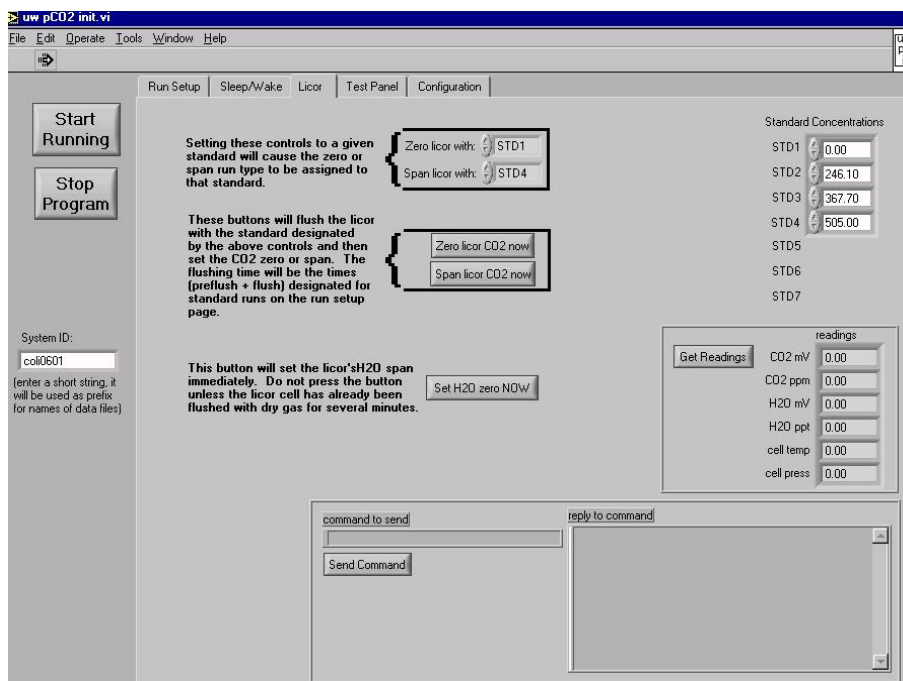 uw pCO2 init.vi
File Edit Operate Tools Window Help
Run Setup Sleep/Wake Licor Test Panel Configuration
Start
Running
Stop
Program
System ID:
coli0601
(enter a short string, it
will be used as prefix
for names of data files)
Setting these controls to a given
standard will cause the zero or
span run type to be assigned to
that standard.
Zero licor with: STD1
Span licor with: STD4
These buttons will flush the licor
with the standard designated
by the above controls and then
set the CO2 zero or span. The
flushing time will be the times
(preflush + flush) designated for
standard runs on the run setup
page.
Zero licor CO2 now
Span licor CO2 now
This button will set the licor'sH2O span
immediately. Do not press the button
unless the licor cell has already been
flushed with dry gas for several minutes.
Set H2O zero NOW
Standard Concentrations
STD1 0.00
STD2 246.10
STD3 367.70
STD4 505.00
STD5
STD6
STD7
readings
Get Readings
CO2 mV 0.00
CO2 ppm 0.00
H2O mV 0.00
H2O ppt 0.00
cell temp 0.00
cell press 0.00
command to send
Send Command
reply to command